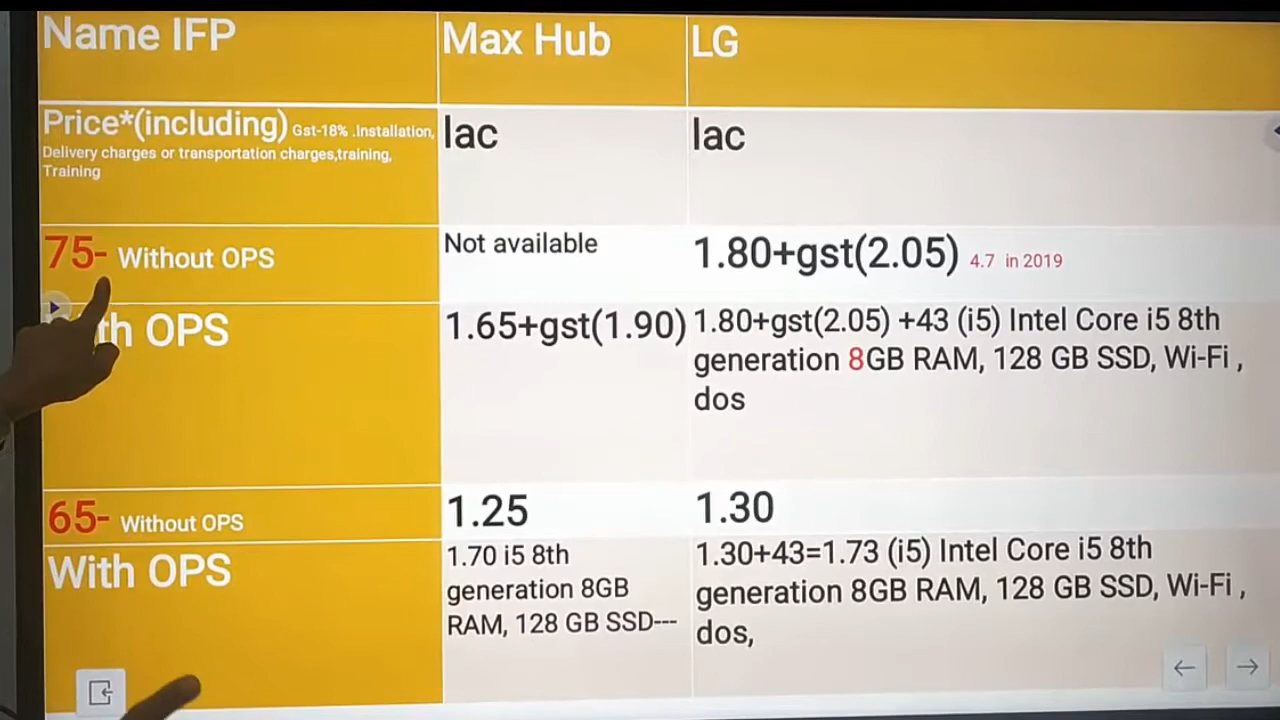 Name IFP
Max Hub
LG
Price*(including) Gst-18% .Installation,
Delivery charges or transportation charges,training,
Training
lac
lac
75- Without OPS
Not available
1.80+gst(2.05) 4.7 in 2019
th OPS
1.65+gst(1.90)
1.80+gst(2.05) +43 (i5) Intel Core i5 8th
generation 8GB RAM, 128 GB SSD, Wi-Fi ,
dos
65- Without OPS
1.25
1.30
With OPS
1.70 i5 8th
generation 8GB
RAM, 128 GB SSD---
1.30+43=1.73 (i5) Intel Core i5 8th
generation 8GB RAM, 128 GB SSD, Wi-Fi ,
dos,